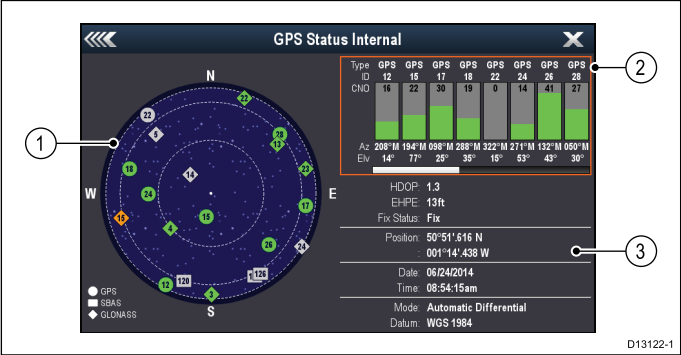 GPS Status Internal
Type GPS GPS GPS GPS GPS GPS GPS GPS
ID 12 15 17 18 22 24 26 28
CNO 16 22 30 19 0 14 41 27
Az 208°M 194°M 098°M 288°M 322°M 271°M 132°M 050°M
Elv 14° 77° 25° 35° 15° 53° 43° 30°
HDOP: 1.3
EHPE: 13ft
Fix Status: Fix
Position: 50°51'.616 N
: 001°14'.438 W
Date: 06/24/2014
Time: 08:54:15am
Mode: Automatic Differential
Datum: WGS 1984
N
22
22
5
28
13
18
14
23
W
24
E
15
17
15
4
26
24
120
126
12
3
S
GPS
SBAS
GLONASS
1
2
3
D13122-1